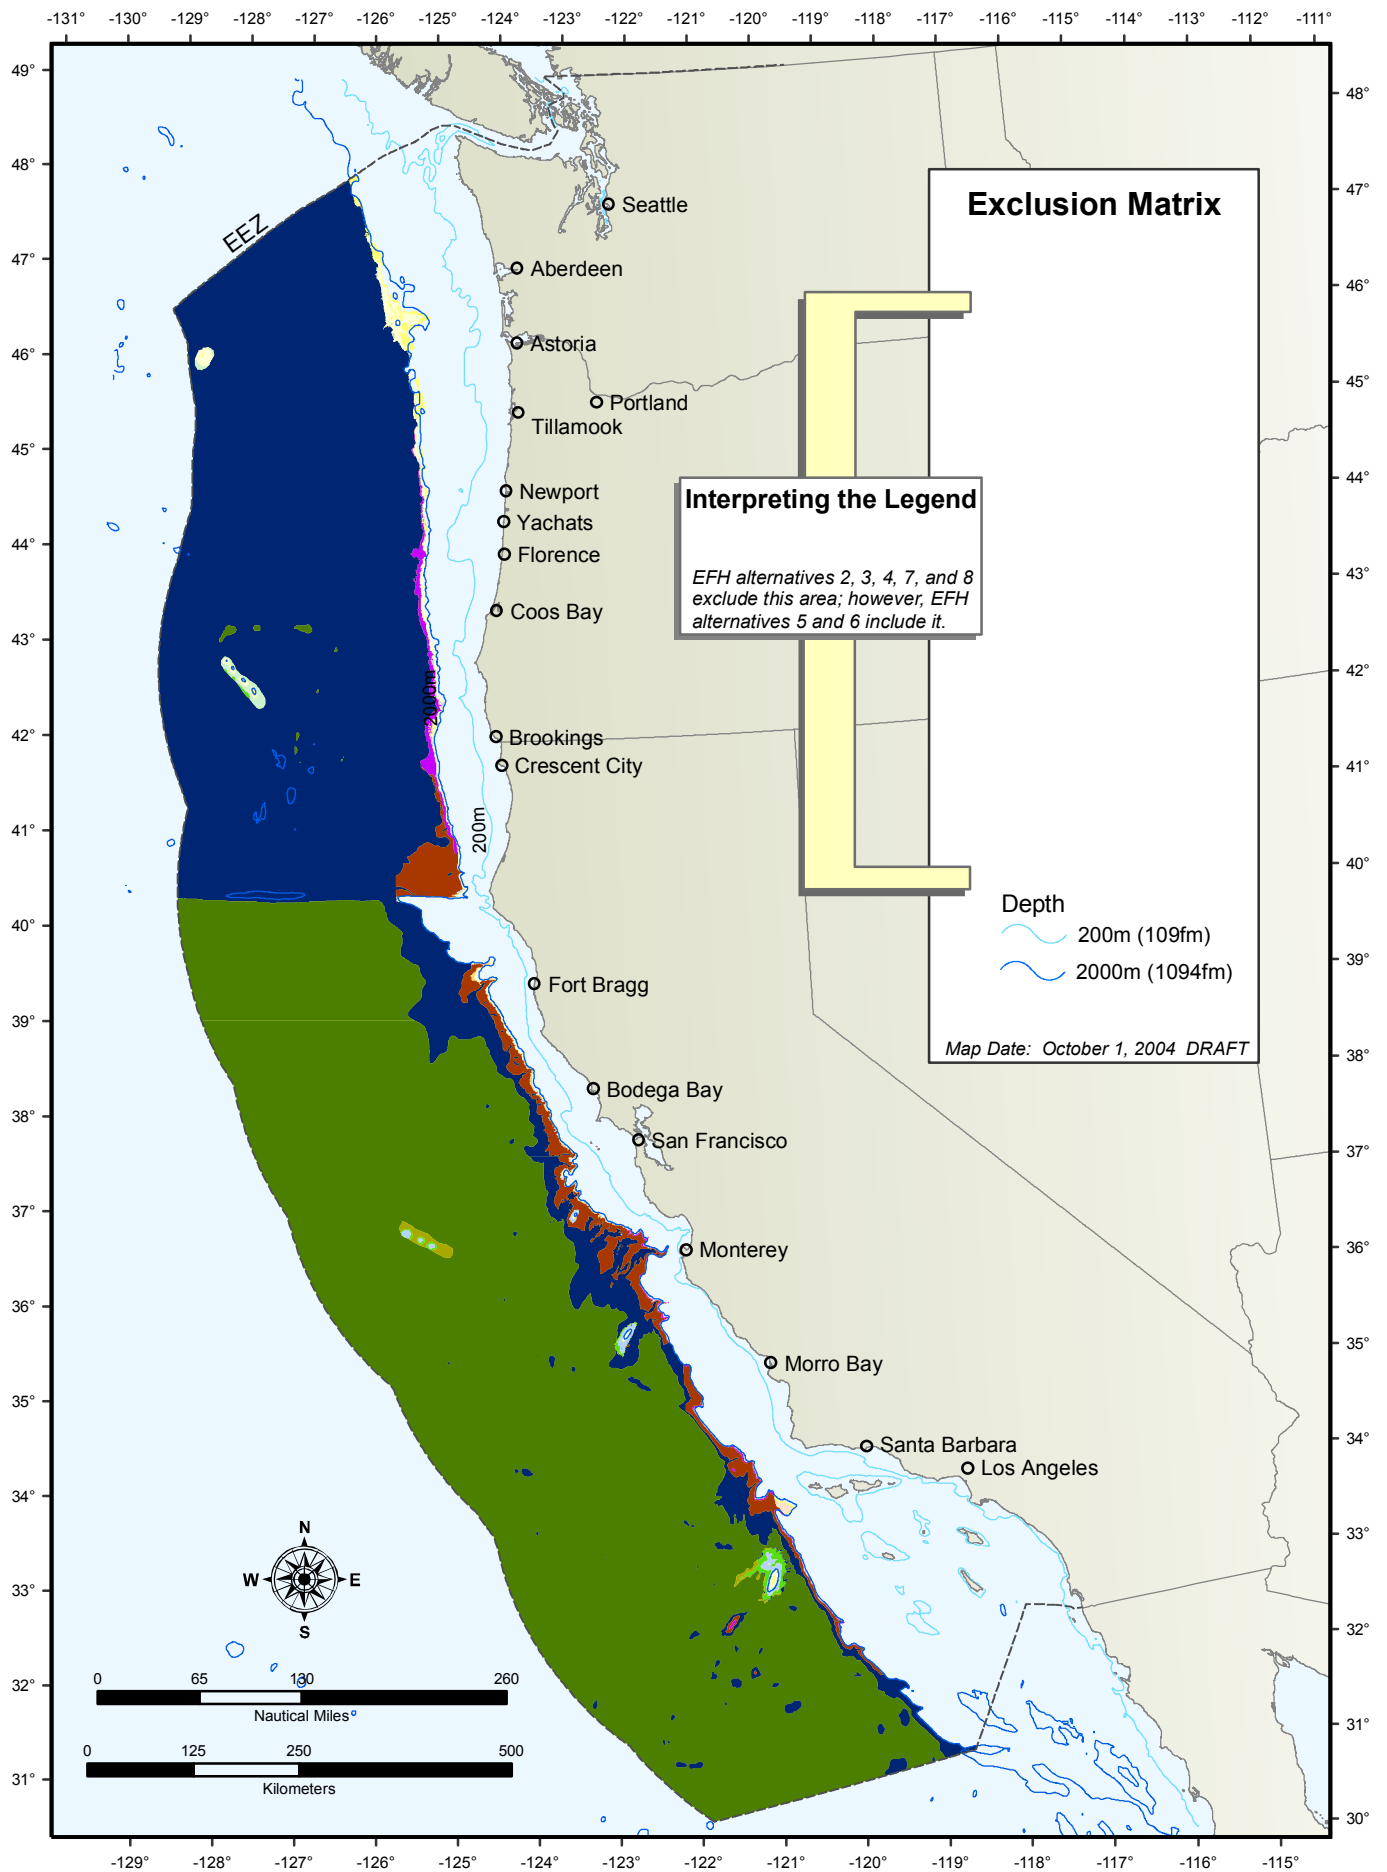 -131° -130° -129° -128° -127° -126° -125° -124° -123° -122° -121° -120° -119° -118° -117° -116° -115° -114° -113° -112° -111°
49°
48°
47°
46°
45°
44°
43°
42°
41°
40°
39°
38°
37°
36°
35°
34°
33°
32°
31°
EEZ
Seattle
Aberdeen
Astoria
Portland
Tillamook
Newport
Yachats
Florence
Coos Bay
2000m
Brookings
Crescent City
200m
Fort Bragg
Bodega Bay
San Francisco
Monterey
Morro Bay
Santa Barbara
Los Angeles
Exclusion Matrix
Interpreting the Legend
EFH alternatives 2, 3, 4, 7, and 8
exclude this area; however, EFH
alternatives 5 and 6 include it.
Depth
200m (109fm)
2000m (1094fm)
Map Date: October 1, 2004 DRAFT
N
W E
S
0 65 130 260
Nautical Miles
0 125 250 500
Kilometers
48°
47°
46°
45°
44°
43°
42°
41°
40°
39°
38°
37°
36°
35°
34°
33°
32°
31°
30°
-129° -128° -127° -126° -125° -124° -123° -122° -121° -120° -119° -118° -117° -116° -115°